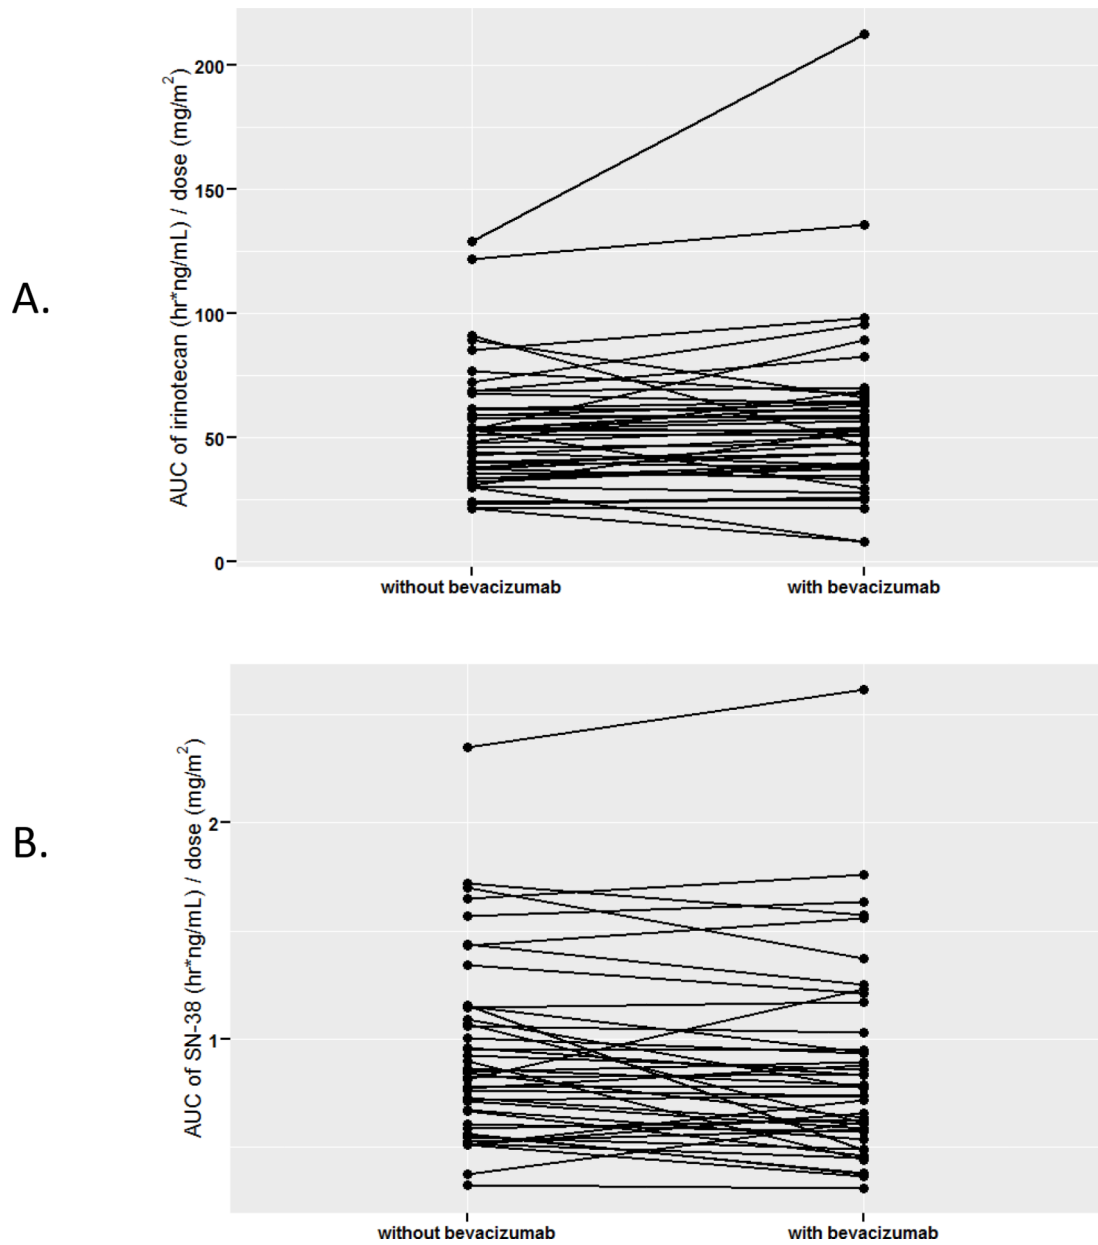 A.
AUC of irinotecan (hr*ng/mL) / dose (mg/m²)
200
150
100
50
0
without bevacizumab with bevacizumab
B.
AUC of SN-38 (hr*ng/mL) / dose (mg/m²)
2
1
without bevacizumab with bevacizumab